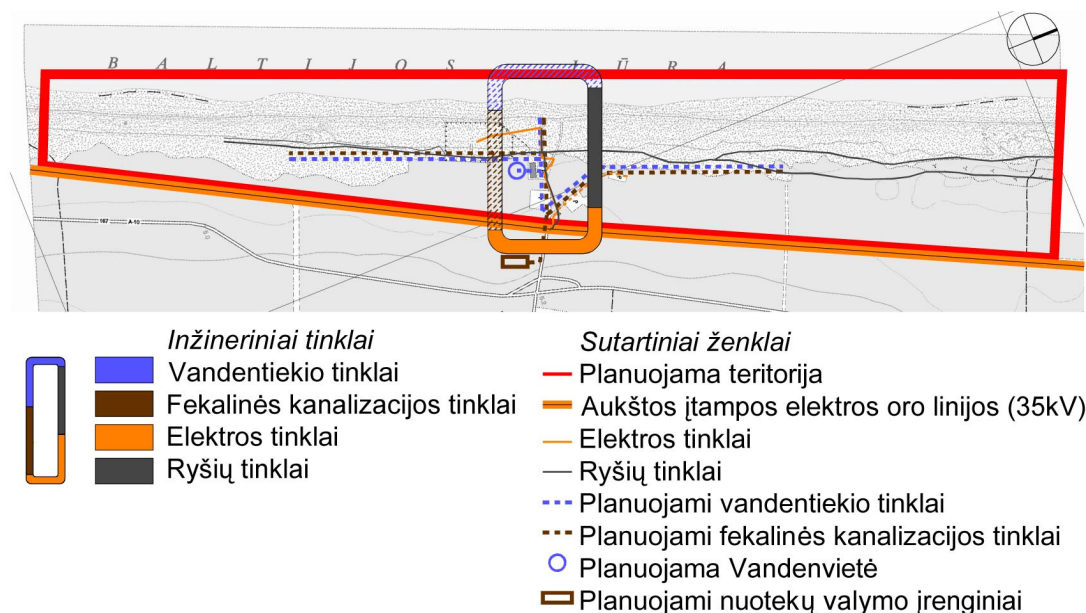 BALTIJOS JŪRA
167 A-10
Inžineriniai tinklai
Vandentiekio tinklai
Fekalinės kanalizacijos tinklai
Elektros tinklai
Ryšių tinklai
Sutartiniai ženklai
Planuojama teritorija
Aukštos įtampos elektros oro linijos (35kV)
Elektros tinklai
Ryšių tinklai
Planuojami vandentiekio tinklai
Planuojami fekalinės kanalizacijos tinklai
Planuojama Vandenvietė
Planuojami nuotekų valymo įrenginiai